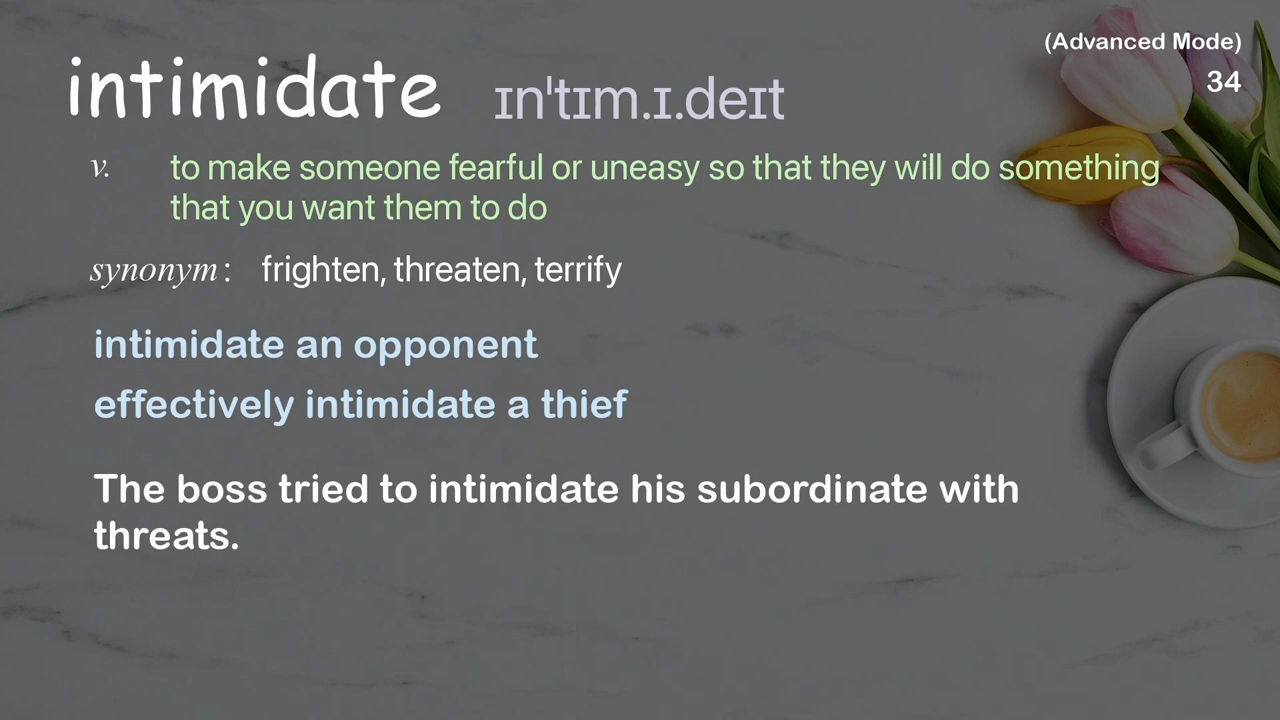 (Advanced Mode)
34
intimidate ɪnˈtɪm.ɪ.deɪt
v. to make someone fearful or uneasy so that they will do something
that you want them to do
synonym: frighten, threaten, terrify
intimidate an opponent
effectively intimidate a thief
The boss tried to intimidate his subordinate with
threats.